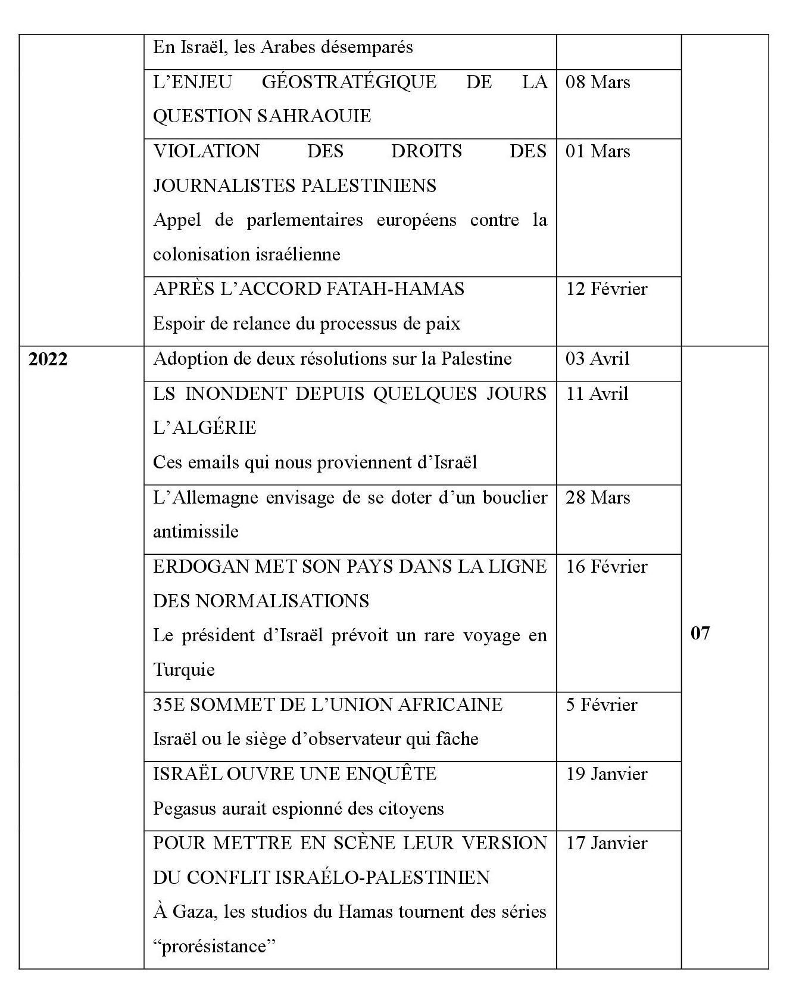 En Israël, les Arabes désemparés
L’ENJEU GÉOSTRATÉGIQUE DE LA
QUESTION SAHRAOUIE
08 Mars
VIOLATION DES DROITS DES
JOURNALISTES PALESTINIENS
Appel de parlementaires européens contre la
colonisation israélienne
01 Mars
APRÈS L’ACCORD FATAH-HAMAS
Espoir de relance du processus de paix
12 Février
2022
Adoption de deux résolutions sur la Palestine
03 Avril
LS INONDENT DEPUIS QUELQUES JOURS
L’ALGÉRIE
Ces emails qui nous proviennent d’Israël
11 Avril
L’Allemagne envisage de se doter d’un bouclier
antimissile
28 Mars
ERDOGAN MET SON PAYS DANS LA LIGNE
DES NORMALISATIONS
Le président d’Israël prévoit un rare voyage en
Turquie
16 Février
07
35E SOMMET DE L’UNION AFRICAINE
Israël ou le siège d’observateur qui fâche
5 Février
ISRAËL OUVRE UNE ENQUÊTE
Pegasus aurait espionné des citoyens
19 Janvier
POUR METTRE EN SCÈNE LEUR VERSION
DU CONFLIT ISRAÉLO-PALESTINIEN
À Gaza, les studios du Hamas tournent des séries
“prorésistance”
17 Janvier